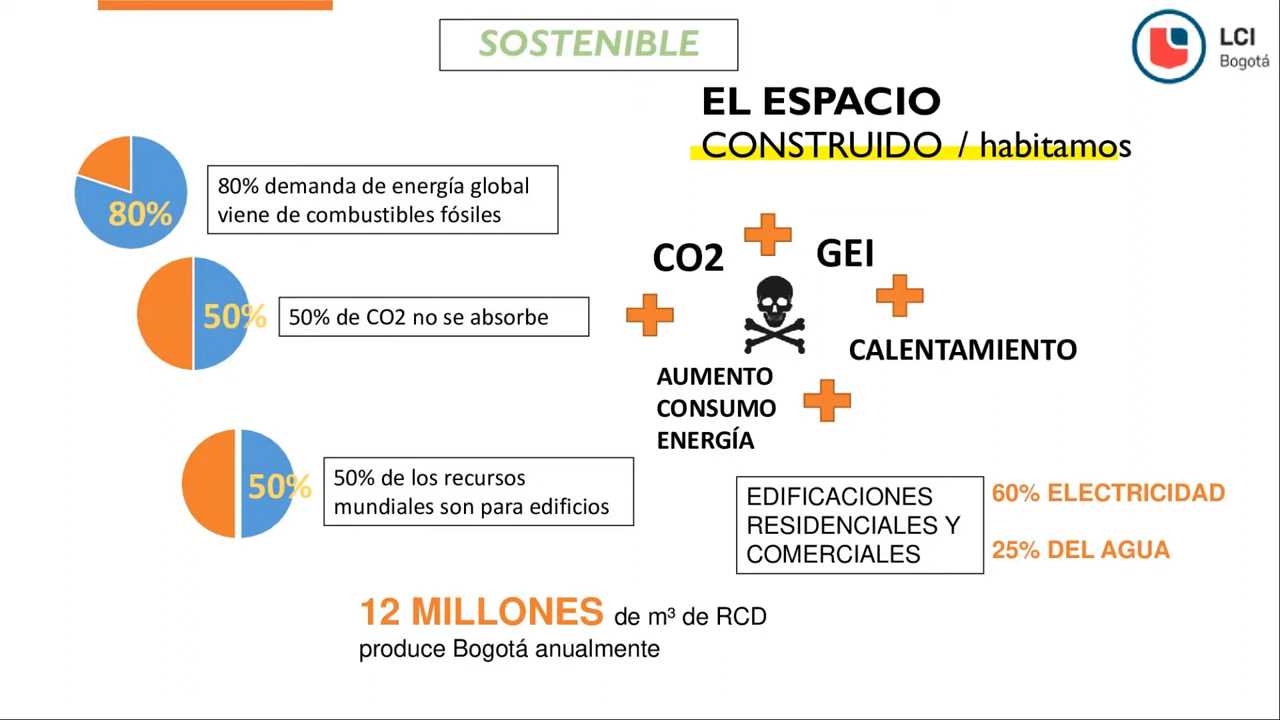 SOSTENIBLE
LCI
Bogotá
EL ESPACIO
CONSTRUIDO / habitamos
80%
80% demanda de energía global
viene de combustibles fósiles
CO2
GEI
50%
50% de CO2 no se absorbe
CALENTAMIENTO
AUMENTO
CONSUMO
ENERGÍA
50%
50% de los recursos
mundiales son para edificios
EDIFICACIONES
RESIDENCIALES Y
COMERCIALES
60% ELECTRICIDAD
25% DEL AGUA
12 MILLONES de m³ de RCD
produce Bogotá anualmente